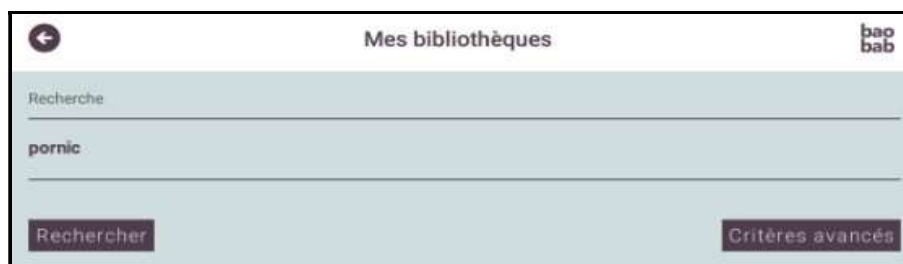 Mes bibliothèques
bao
bab
Recherche
pornic
Rechercher
Critères avancés